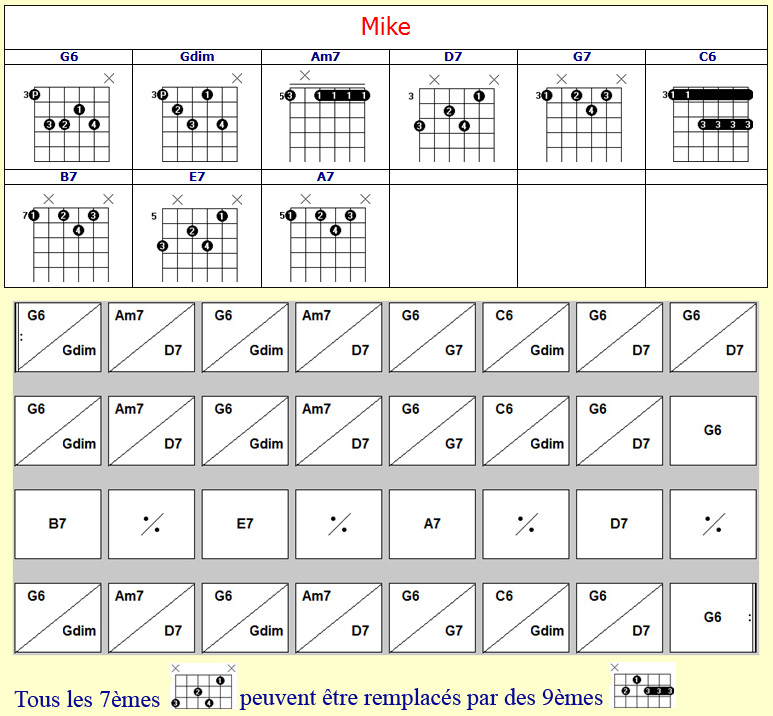 Mike
G6 Gdim Am7 D7 G7 C6
× × × × × × ×
3 P 1 3 2 4 3 P 1 2 3 4 5 3 1 1 1 1 3 1 2 3 4 3 1 2 3 4 3 1 1 3 3 3 3
B7 E7 A7
× × × × × ×
7 1 2 3 4 5 1 2 3 4 5 1 2 3 4
G6 Am7 G6 Am7 G6 C6 G6 G6
: Gdim D7 Gdim D7 G7 Gdim D7 D7
G6 Am7 G6 Am7 G6 C6 G6 G6
Gdim D7 Gdim D7 G7 Gdim D7
B7 % E7 % A7 % D7 %
G6 Am7 G6 Am7 G6 C6 G6 G6 :
Gdim D7 Gdim D7 G7 Gdim D7
Tous les 7èmes × × 1 2 3 4 peuvent être remplacés par des 9èmes × 1 2 3 3 3